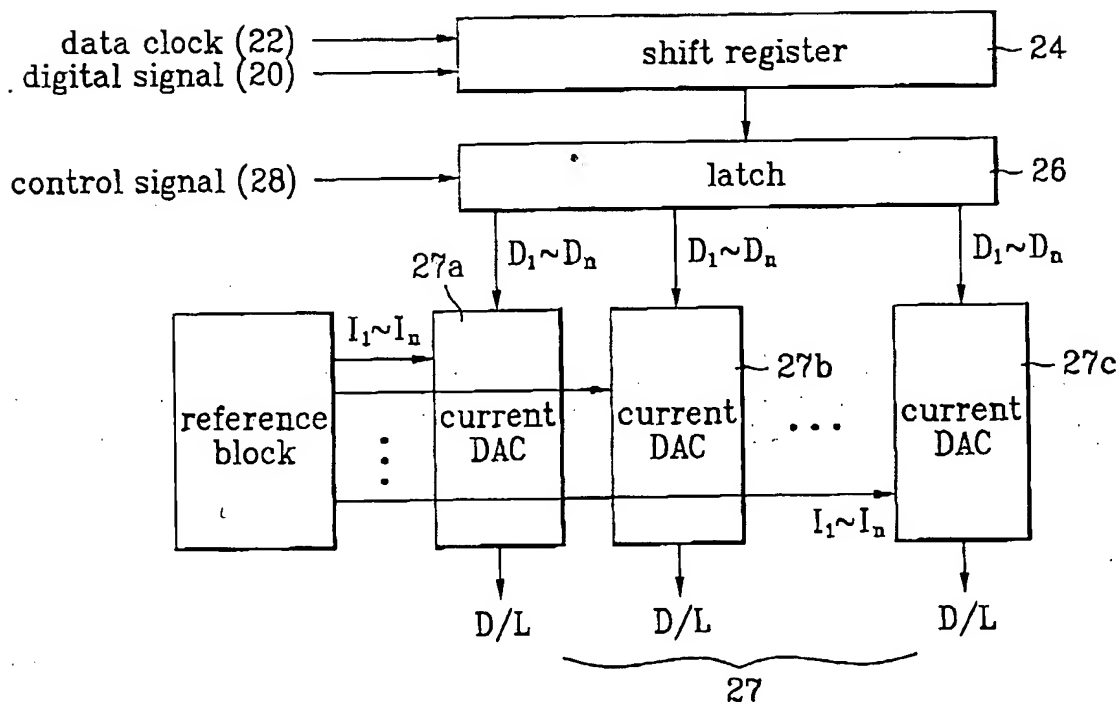 data clock (22)
digital signal (20)
shift register
24
control signal (28)
latch
26
D₁~Dₙ
D₁~Dₙ
D₁~Dₙ
27a
I₁~Iₙ
27b
27c
reference
block
current
DAC
current
DAC
current
DAC
I₁~Iₙ
D/L
D/L
D/L
27